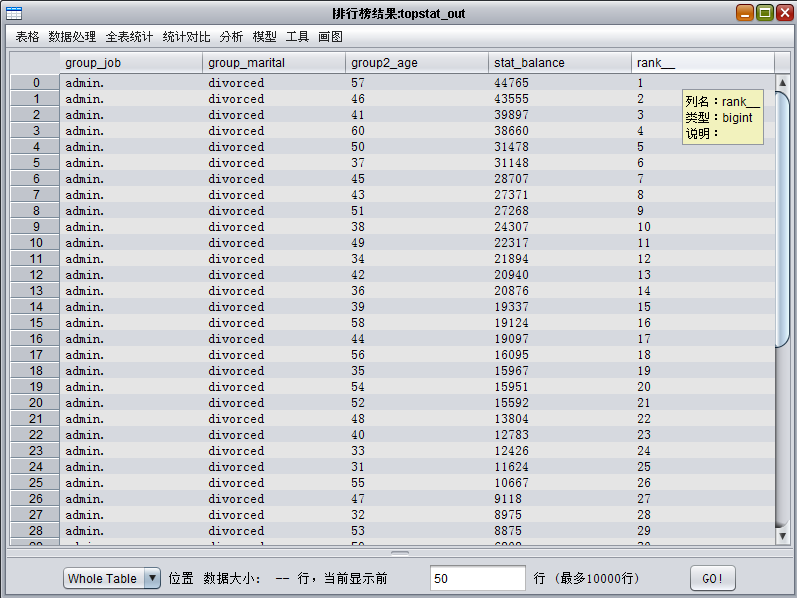 排行榜结果:topstat_out
表格 数据处理 全表统计 统计对比 分析 模型 工具 画图
group_job group_marital group2_age stat_balance rank__
0 admin. divorced 57 44765 1
1 admin. divorced 46 43555 2
2 admin. divorced 41 39897 3
3 admin. divorced 60 38660 4
4 admin. divorced 50 31478 5
5 admin. divorced 37 31148 6
6 admin. divorced 45 28707 7
7 admin. divorced 43 27371 8
8 admin. divorced 51 27268 9
9 admin. divorced 38 24307 10
10 admin. divorced 49 22317 11
11 admin. divorced 34 21894 12
12 admin. divorced 42 20940 13
13 admin. divorced 36 20876 14
14 admin. divorced 39 19337 15
15 admin. divorced 58 19124 16
16 admin. divorced 44 19097 17
17 admin. divorced 56 16095 18
18 admin. divorced 35 15967 19
19 admin. divorced 54 15951 20
20 admin. divorced 52 15592 21
21 admin. divorced 48 13804 22
22 admin. divorced 40 12783 23
23 admin. divorced 33 12426 24
24 admin. divorced 31 11624 25
25 admin. divorced 55 10667 26
26 admin. divorced 47 9118 27
27 admin. divorced 32 8975 28
28 admin. divorced 53 8875 29
列名：rank__
类型：bigint
说明：
Whole Table 位置 数据大小： -- 行，当前显示前 50 行（最多10000行） GO!